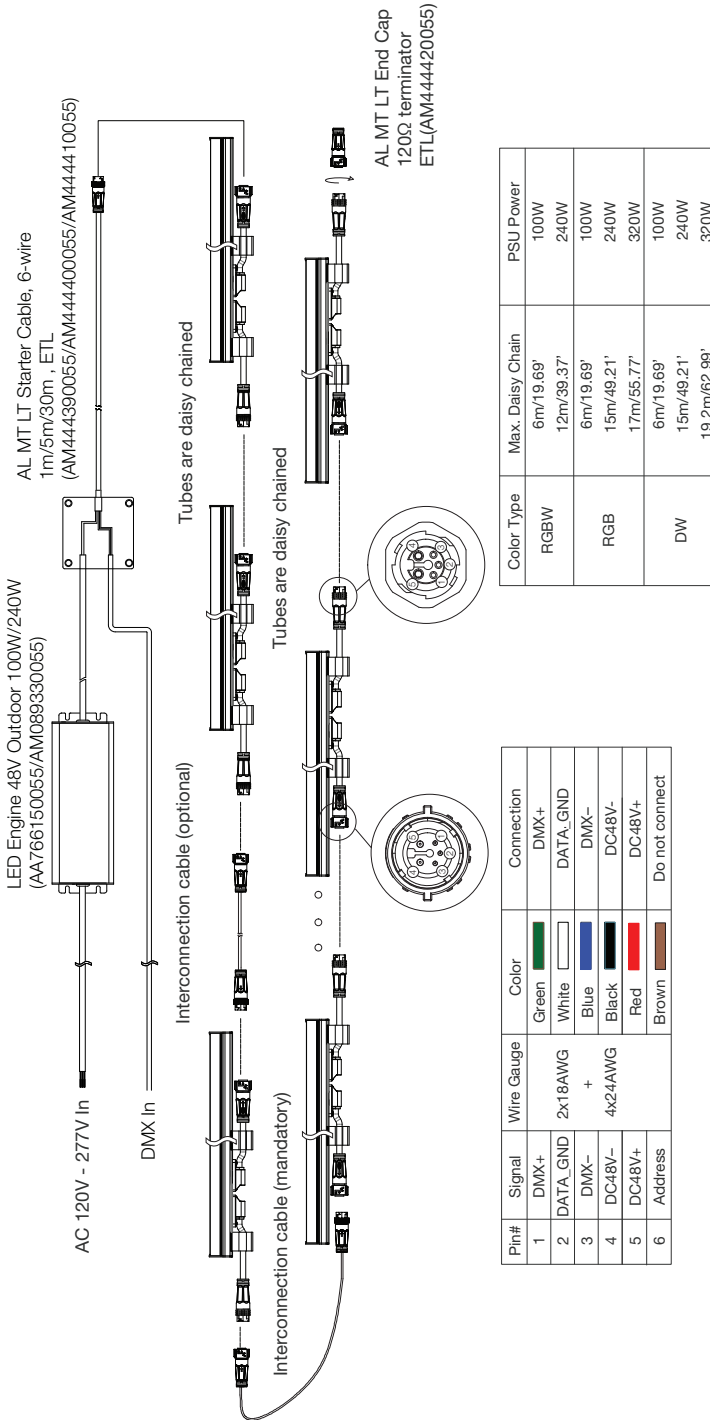 LED Engine 48V Outdoor 100W/240W
(AA766150055/AM089330055)
AL MT LT Starter Cable, 6-wire
1m/5m/30m , ETL
(AM444390055/AM444400055/AM444410055)
AC 120V - 277V In
DMX In
Interconnection cable (optional)
Tubes are daisy chained
Interconnection cable (mandatory)
Tubes are daisy chained
AL MT LT End Cap
120Ω terminator
ETL(AM444420055)
Pin# Signal Wire Gauge Color Connection
1 DMX+ Green DMX+
2 DATA_GND 2x18AWG White DATA_GND
3 DMX− + Blue DMX−
4 DC48V− 4x24AWG Black DC48V-
5 DC48V+ Red DC48V+
6 Address Brown Do not connect
Color Type Max. Daisy Chain PSU Power
RGBW 6m/19.69' 100W
12m/39.37' 240W
RGB 6m/19.69' 100W
15m/49.21' 240W
17m/55.77' 320W
DW 6m/19.69' 100W
15m/49.21' 240W
19.2m/62.99' 320W